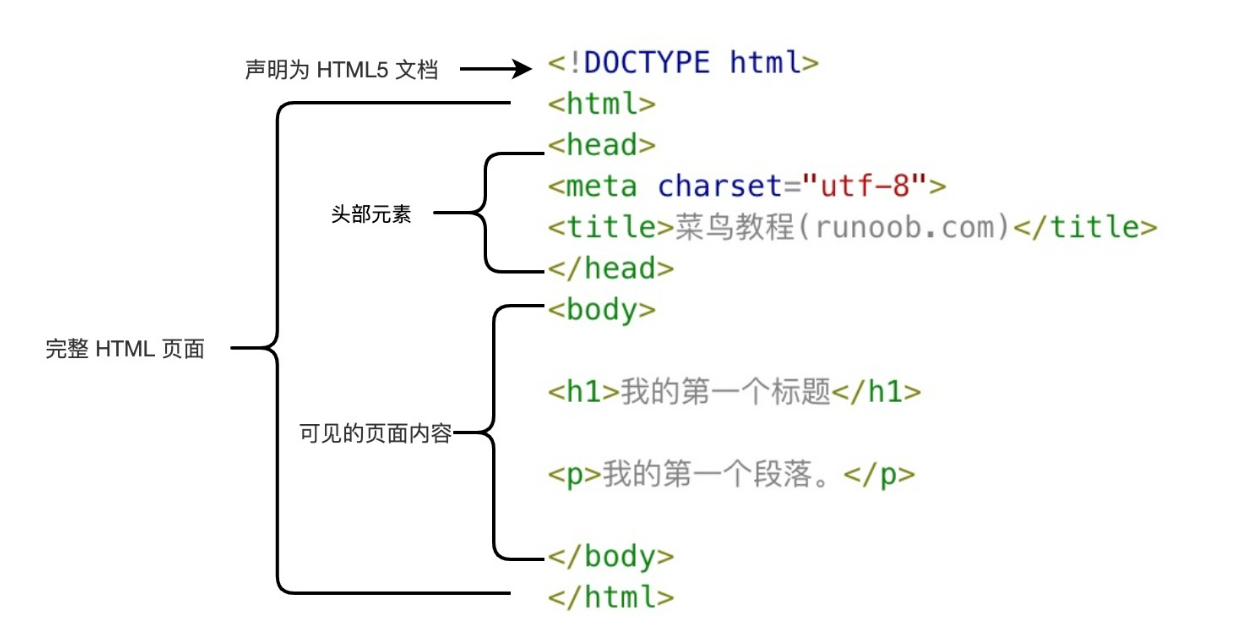 声明为 HTML5 文档
<!DOCTYPE html>
<html>
<head>
头部元素
<meta charset="utf-8">
<title>菜鸟教程(runoob.com)</title>
</head>
<body>
完整 HTML 页面
<h1>我的第一个标题</h1>
可见的页面内容
<p>我的第一个段落。</p>
</body>
</html>